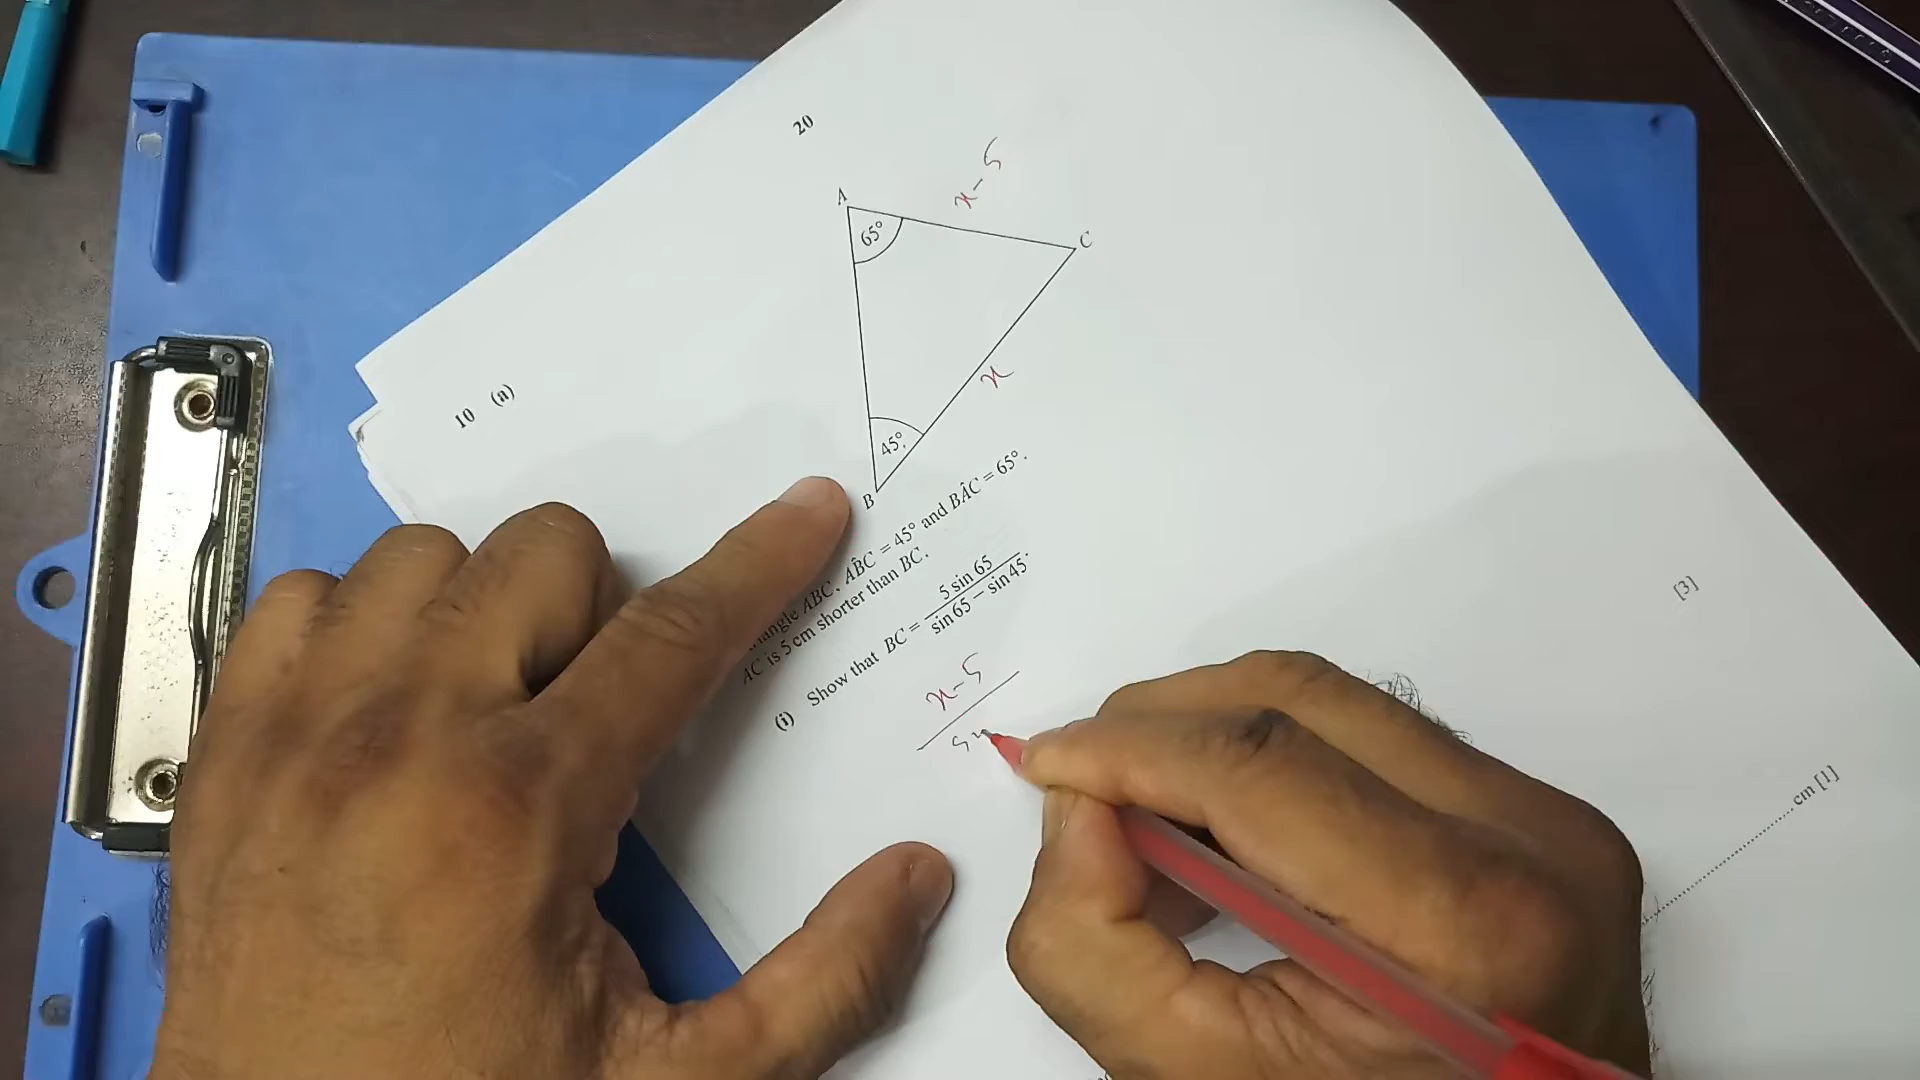 20
10 (a)
A
65°
x - 5
C
x
45°
B
ABC, AB̂C = 45° and BÂC = 65°.
AC is 5 cm shorter than BC.
(i) Show that BC = 5 sin 65 / sin 65 − sin 45.
[3]
x - 5
cm [1]